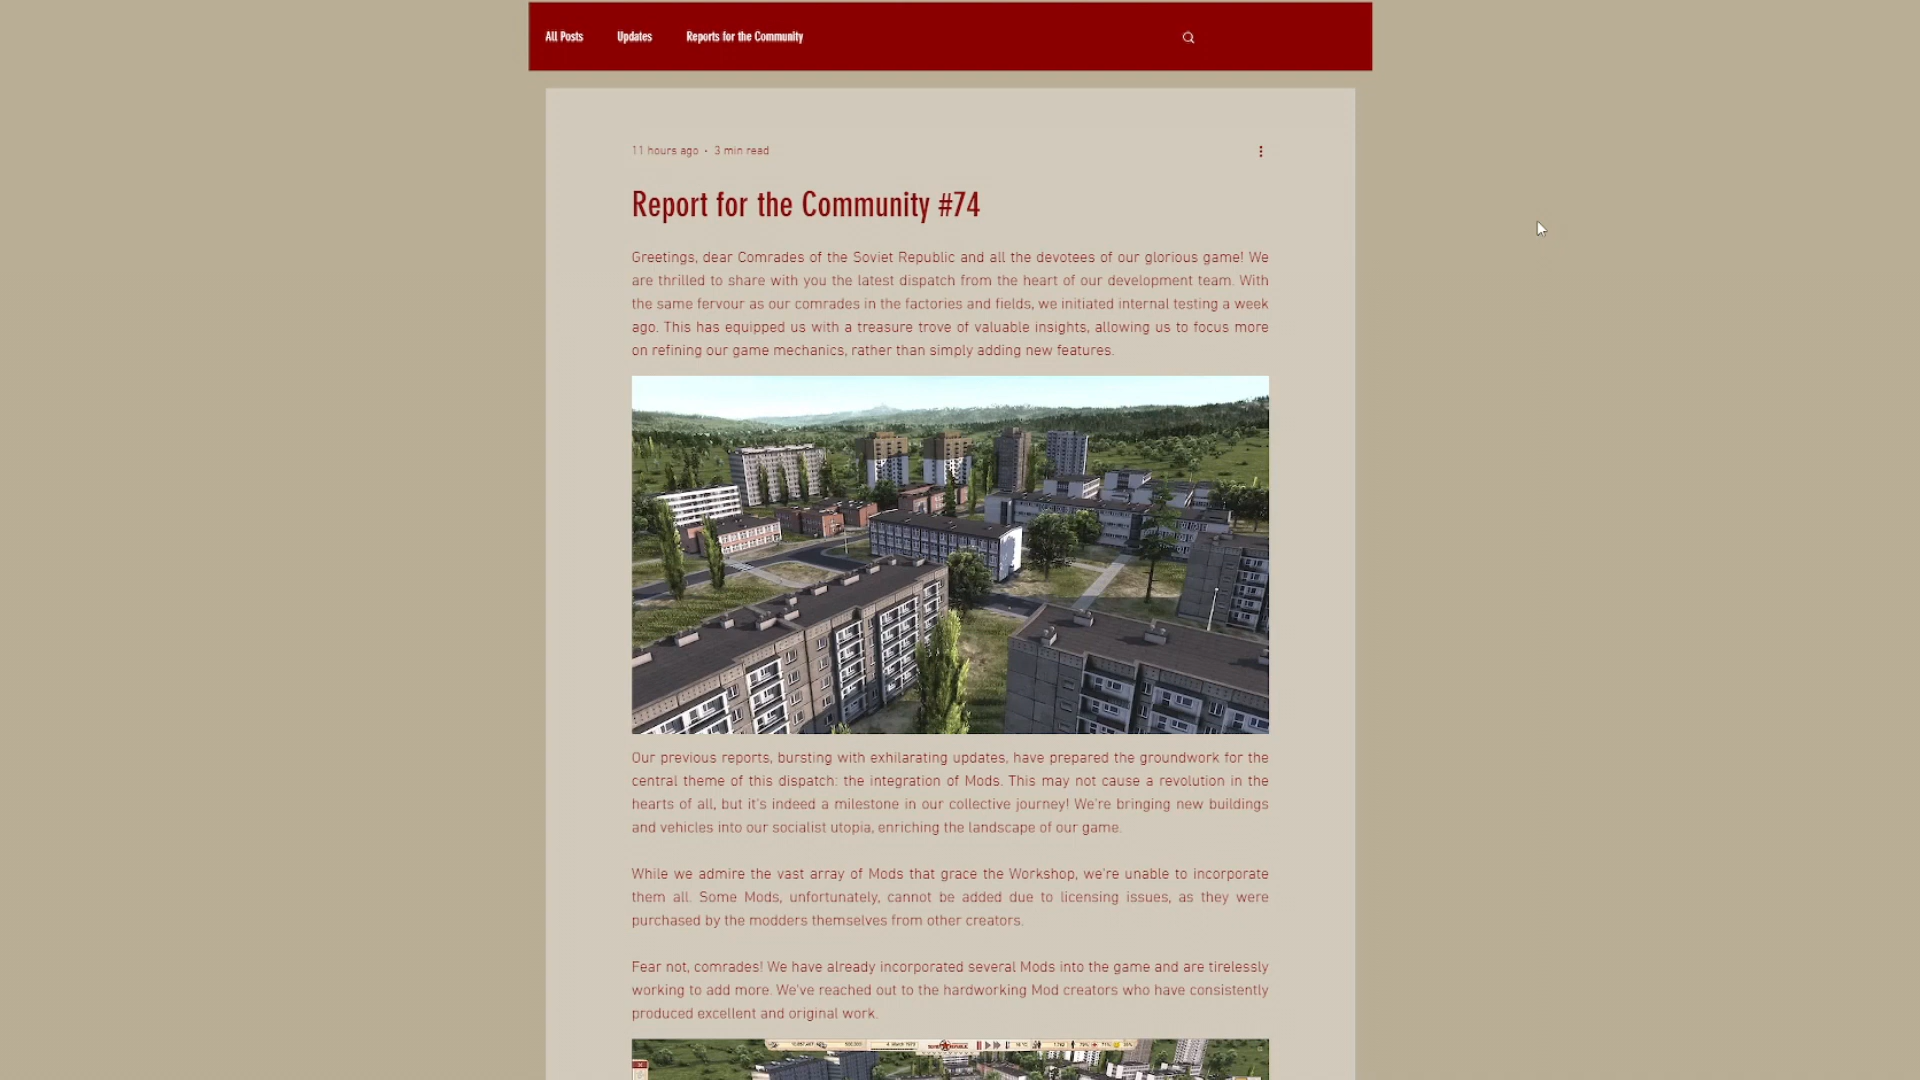 All Posts Updates Reports for the Community
11 hours ago · 3 min read
Report for the Community #74
Greetings, dear Comrades of the Soviet Republic and all the devotees of our glorious game! We
are thrilled to share with you the latest dispatch from the heart of our development team. With
the same fervour as our comrades in the factories and fields, we initiated internal testing a week
ago. This has equipped us with a treasure trove of valuable insights, allowing us to focus more
on refining our game mechanics, rather than simply adding new features.
Our previous reports, bursting with exhilarating updates, have prepared the groundwork for the
central theme of this dispatch: the integration of Mods. This may not cause a revolution in the
hearts of all, but it's indeed a milestone in our collective journey! We're bringing new buildings
and vehicles into our socialist utopia, enriching the landscape of our game.
While we admire the vast array of Mods that grace the Workshop, we're unable to incorporate
them all. Some Mods, unfortunately, cannot be added due to licensing issues, as they were
purchased by the modders themselves from other creators.
Fear not, comrades! We have already incorporated several Mods into the game and are tirelessly
working to add more. We've reached out to the hardworking Mod creators who have consistently
produced excellent and original work.